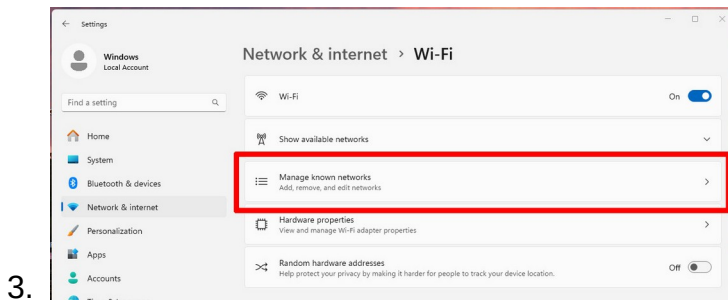 Settings
Windows
Local Account
Find a setting
Home
System
Bluetooth & devices
Network & internet
Personalization
Apps
Accounts
Network & internet > Wi-Fi
Wi-Fi
On
Show available networks
Manage known networks
Add, remove, and edit networks
Hardware properties
View and manage Wi-Fi adapter properties
Random hardware addresses
Help protect your privacy by making it harder for people to track your device location.
Off
3.